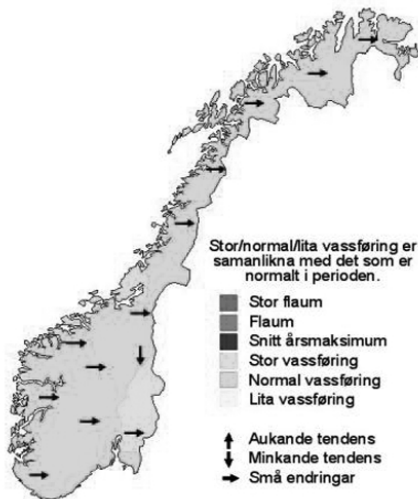 Stor/normal/lita vassføring er
samanlikna med det som er
normalt i perioden.
Stor flaum
Flaum
Snitt årsmaksimum
Stor vassføring
Normal vassføring
Lita vassføring
Aukande tendens
Minkande tendens
Små endringar